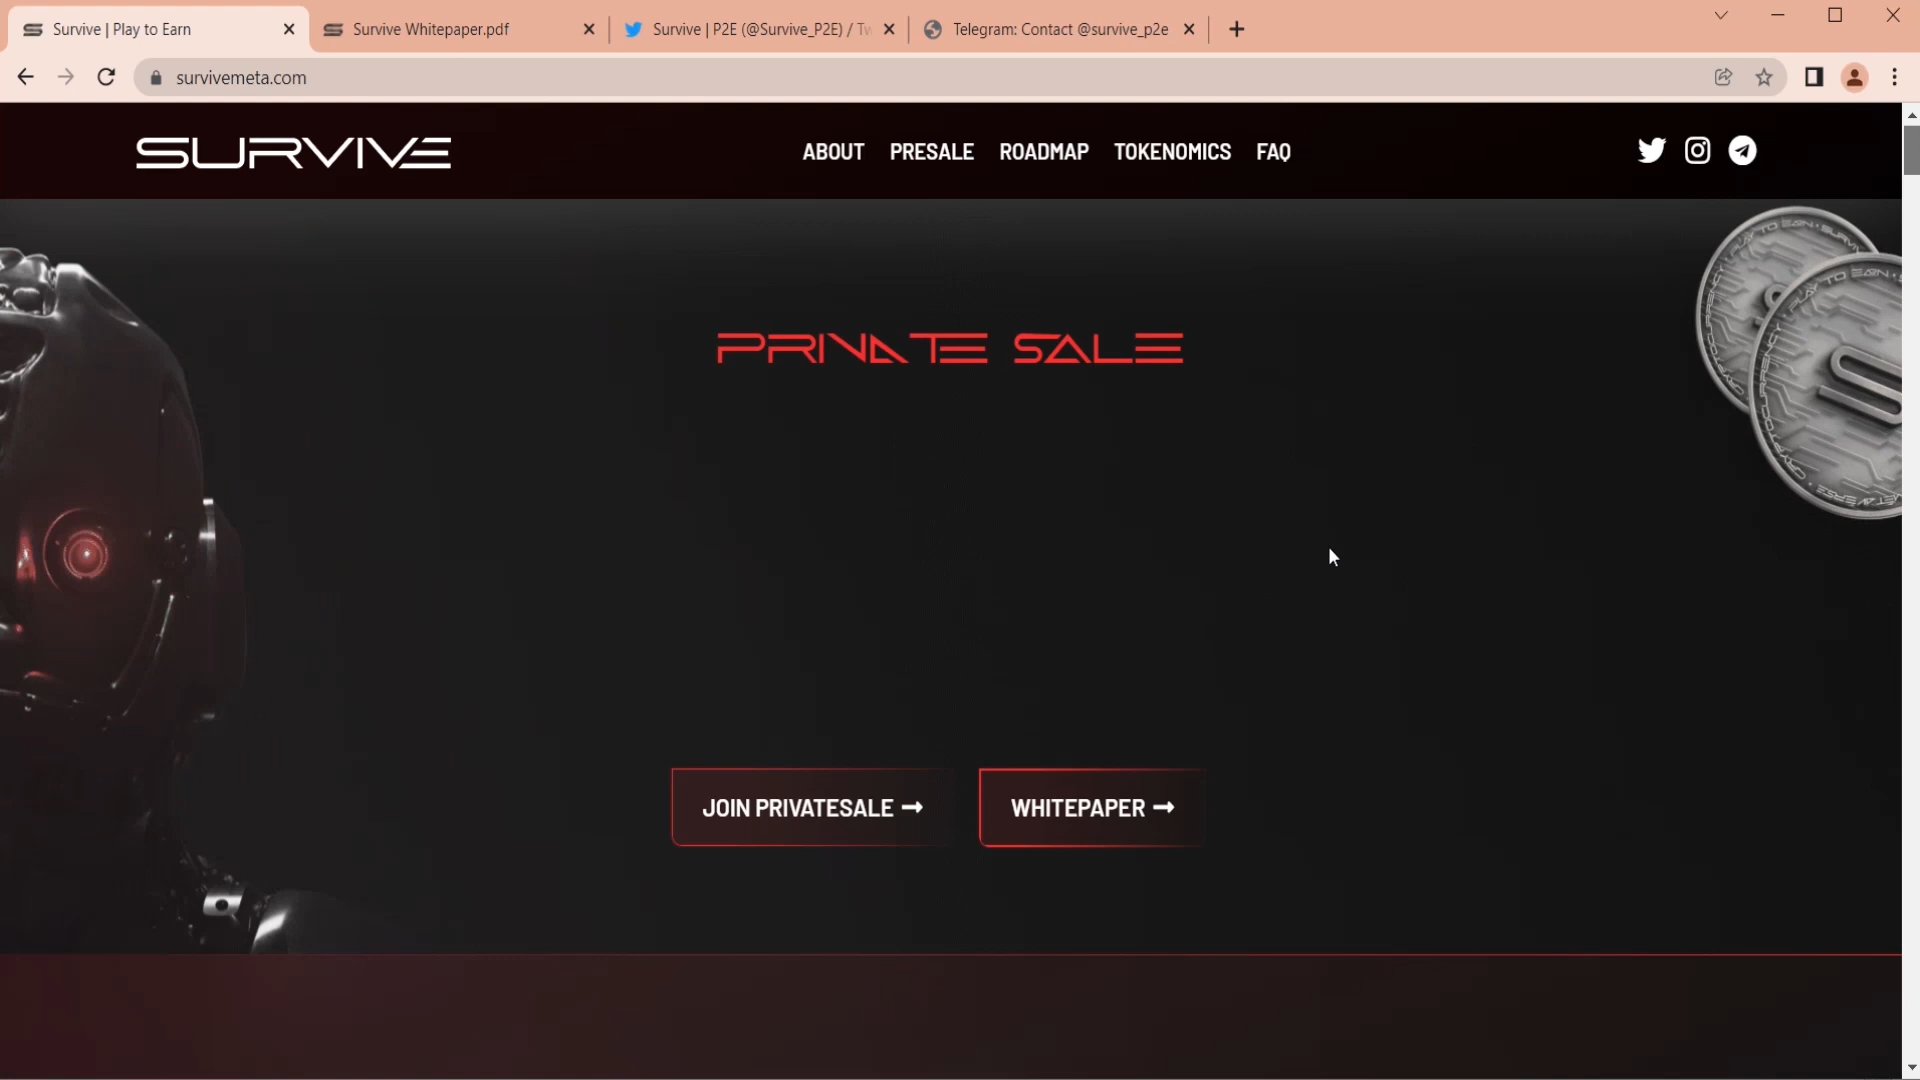 Survive | Play to Earn
Survive Whitepaper.pdf
Survive | P2E (@Survive_P2E) / Tw
Telegram: Contact @survive_p2e
survivemeta.com
SURVIVE
ABOUT PRESALE ROADMAP TOKENOMICS FAQ
PRIVATE SALE
JOIN PRIVATESALE ➞
WHITEPAPER ➞